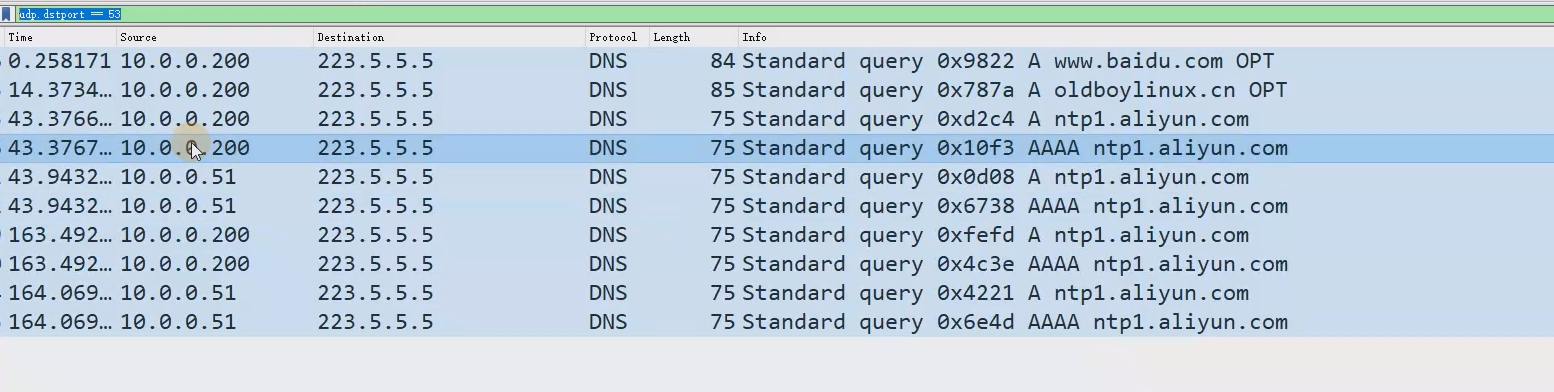 udp.dstport == 53
Time Source Destination Protocol Length Info
0.258171 10.0.0.200 223.5.5.5 DNS 84 Standard query 0x9822 A www.baidu.com OPT
14.3734… 10.0.0.200 223.5.5.5 DNS 85 Standard query 0x787a A oldboylinux.cn OPT
43.3766… 10.0.0.200 223.5.5.5 DNS 75 Standard query 0xd2c4 A ntp1.aliyun.com
43.3767… 10.0.0.200 223.5.5.5 DNS 75 Standard query 0x10f3 AAAA ntp1.aliyun.com
43.9432… 10.0.0.51 223.5.5.5 DNS 75 Standard query 0x0d08 A ntp1.aliyun.com
43.9432… 10.0.0.51 223.5.5.5 DNS 75 Standard query 0x6738 AAAA ntp1.aliyun.com
163.492… 10.0.0.200 223.5.5.5 DNS 75 Standard query 0xfefd A ntp1.aliyun.com
163.492… 10.0.0.200 223.5.5.5 DNS 75 Standard query 0x4c3e AAAA ntp1.aliyun.com
164.069… 10.0.0.51 223.5.5.5 DNS 75 Standard query 0x4221 A ntp1.aliyun.com
164.069… 10.0.0.51 223.5.5.5 DNS 75 Standard query 0x6e4d AAAA ntp1.aliyun.com